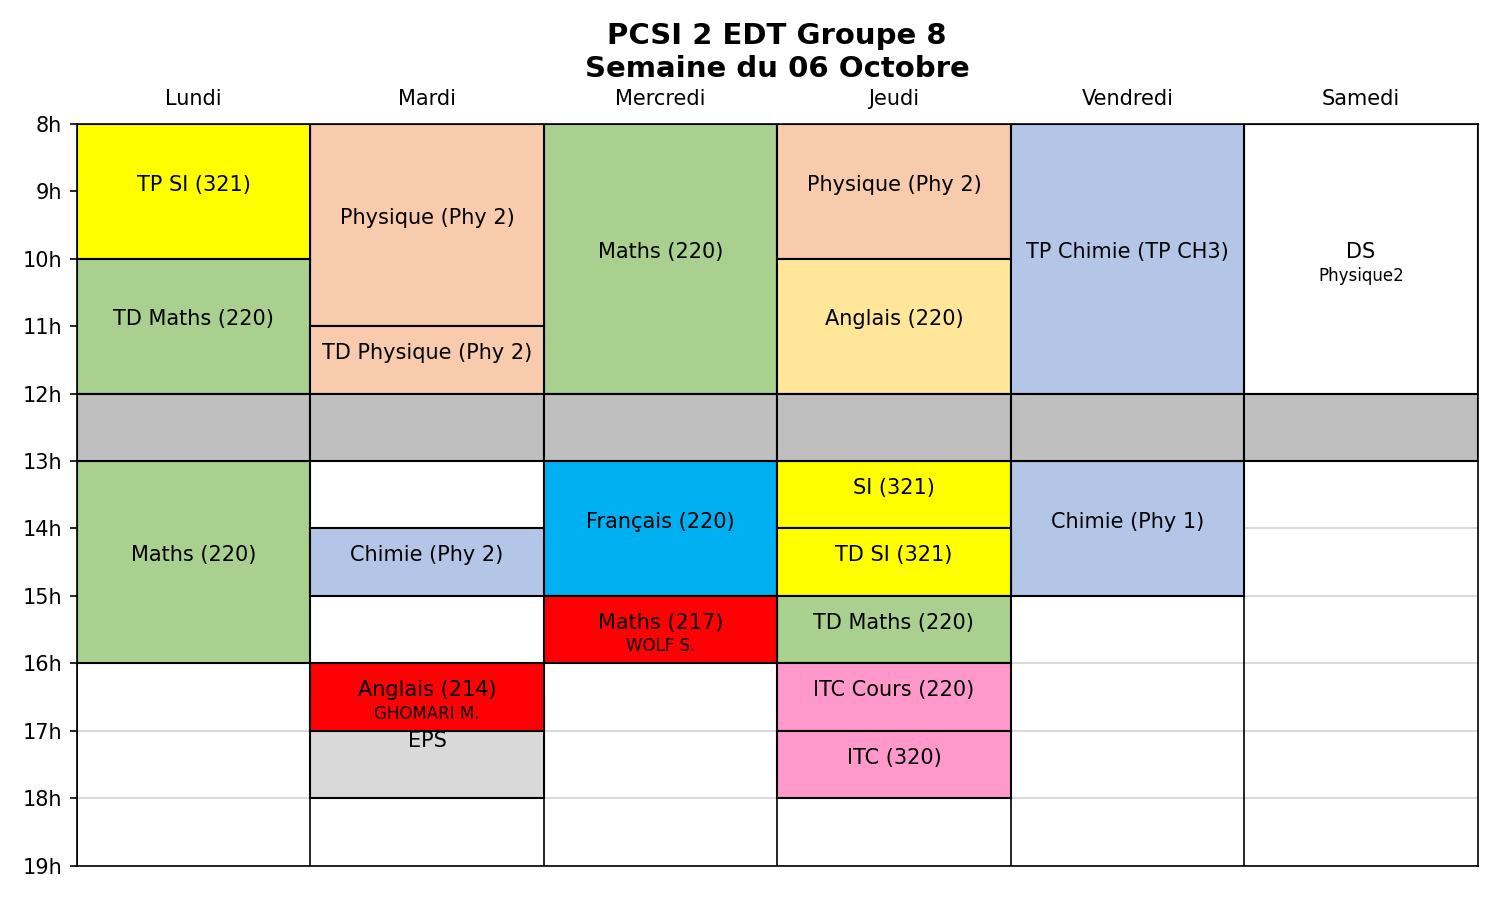 PCSI 2 EDT Groupe 8
Semaine du 06 Octobre
Lundi
Mardi
Mercredi
Jeudi
Vendredi
Samedi
8h
9h
10h
11h
12h
13h
14h
15h
16h
17h
18h
19h
TP SI (321)
TD Maths (220)
Maths (220)
Physique (Phy 2)
TD Physique (Phy 2)
Chimie (Phy 2)
Anglais (214)
GHOMARI M.
EPS
Maths (220)
Français (220)
Maths (217)
WOLF S.
Physique (Phy 2)
Anglais (220)
SI (321)
TD SI (321)
TD Maths (220)
ITC Cours (220)
ITC (320)
TP Chimie (TP CH3)
Chimie (Phy 1)
DS
Physique2